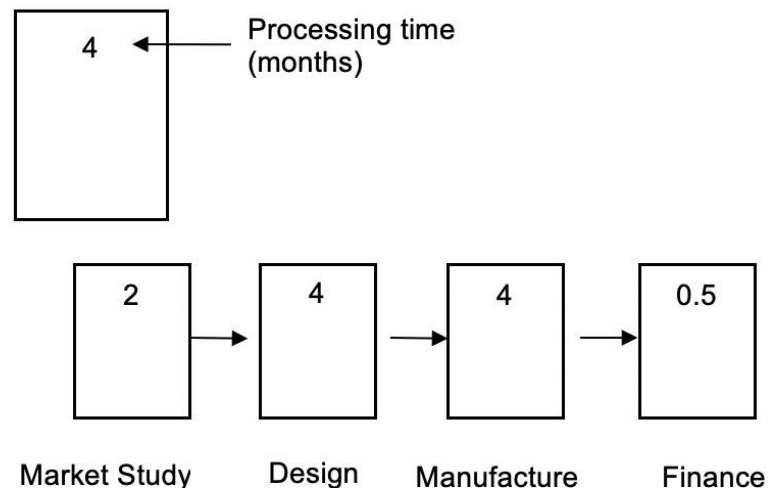 4
Processing time
(months)
2
4
4
0.5
Market Study
Design
Manufacture
Finance